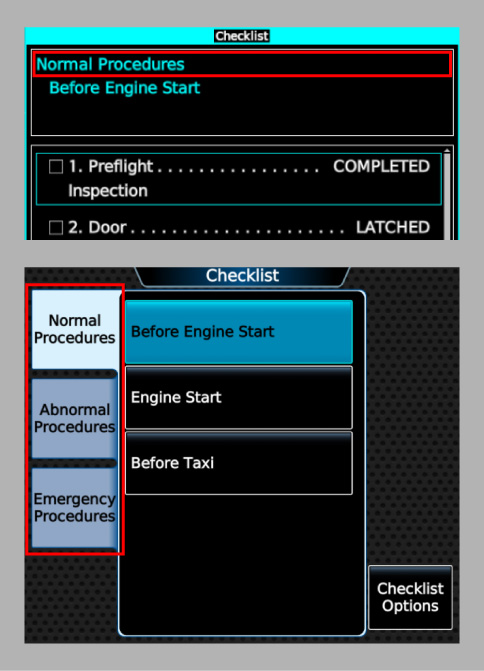 Checklist
Normal Procedures
Before Engine Start
1. Preflight . . . . . . . . . . . . . . . . COMPLETED
Inspection
2. Door . . . . . . . . . . . . . . . . . . . . . LATCHED
Checklist
Normal
Procedures
Before Engine Start
Engine Start
Abnormal
Procedures
Before Taxi
Emergency
Procedures
Checklist
Options